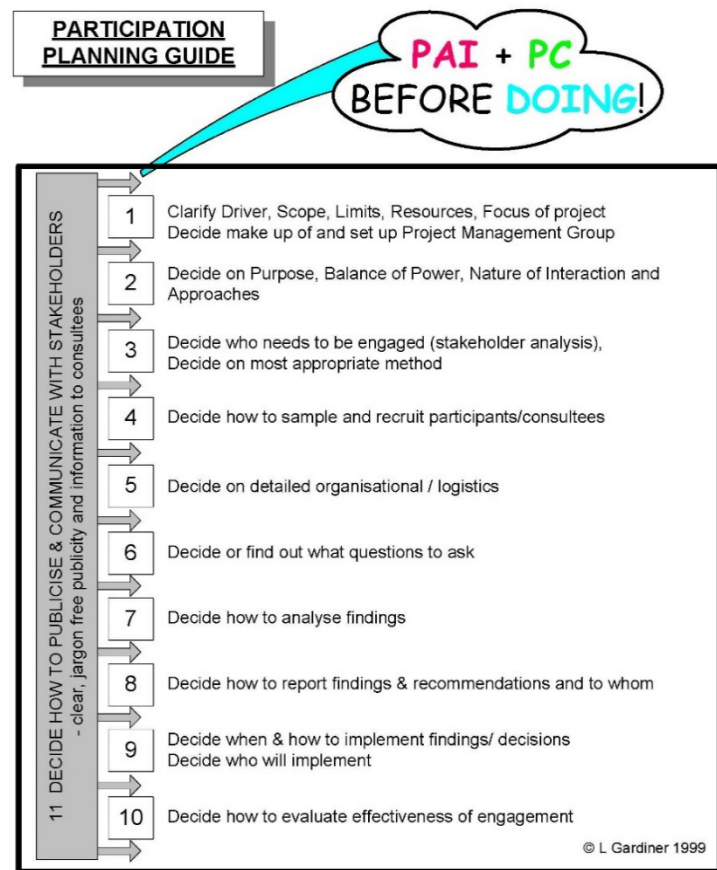 PARTICIPATION
PLANNING GUIDE
PAI + PC
BEFORE DOING!
11 DECIDE HOW TO PUBLICISE & COMMUNICATE WITH STAKEHOLDERS
- clear, jargon free publicity and information to consultees
1
Clarify Driver, Scope, Limits, Resources, Focus of project
Decide make up of and set up Project Management Group
2
Decide on Purpose, Balance of Power, Nature of Interaction and
Approaches
3
Decide who needs to be engaged (stakeholder analysis),
Decide on most appropriate method
4
Decide how to sample and recruit participants/consultees
5
Decide on detailed organisational / logistics
6
Decide or find out what questions to ask
7
Decide how to analyse findings
8
Decide how to report findings & recommendations and to whom
9
Decide when & how to implement findings/ decisions
Decide who will implement
10
Decide how to evaluate effectiveness of engagement
© L Gardiner 1999